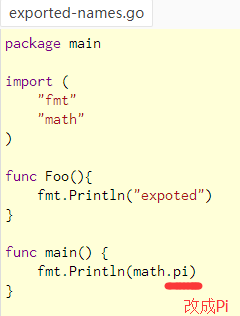 exported-names.go
package main
import (
"fmt"
"math"
)
func Foo(){
fmt.Println("expoted")
}
func main() {
fmt.Println(math.pi)
}
改成Pi